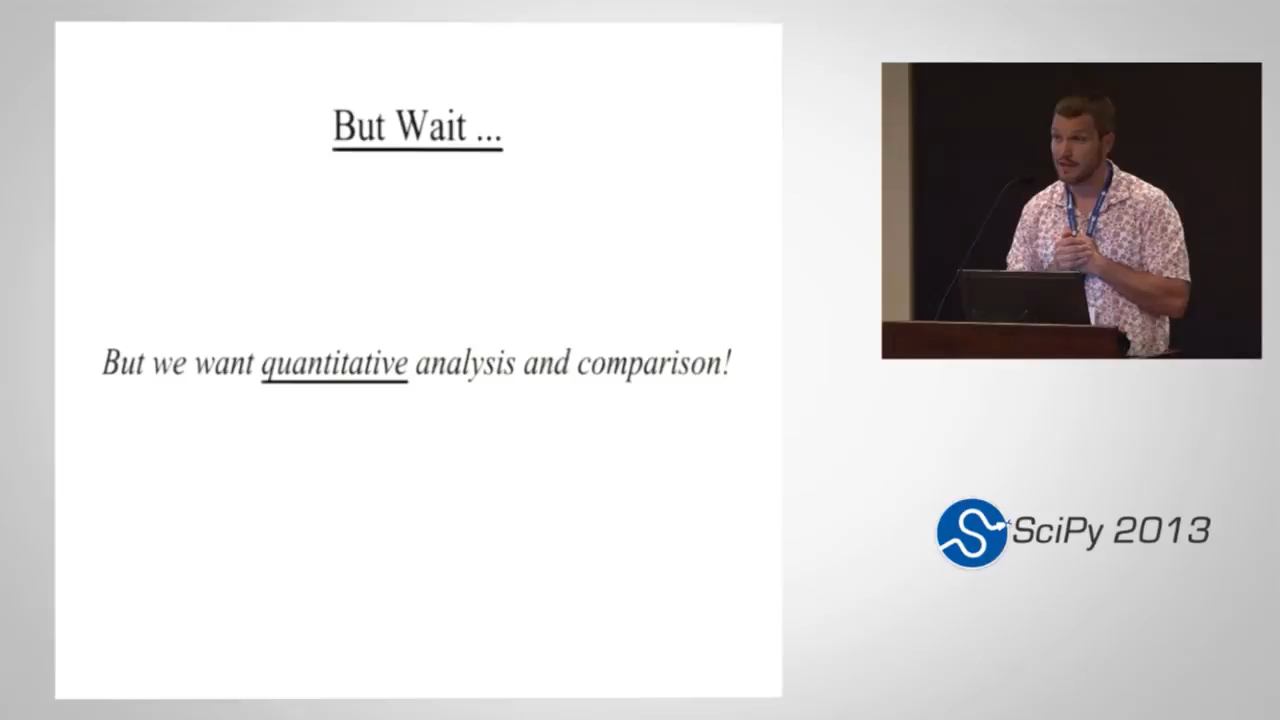 But Wait ...
But we want quantitative analysis and comparison!
SciPy 2013